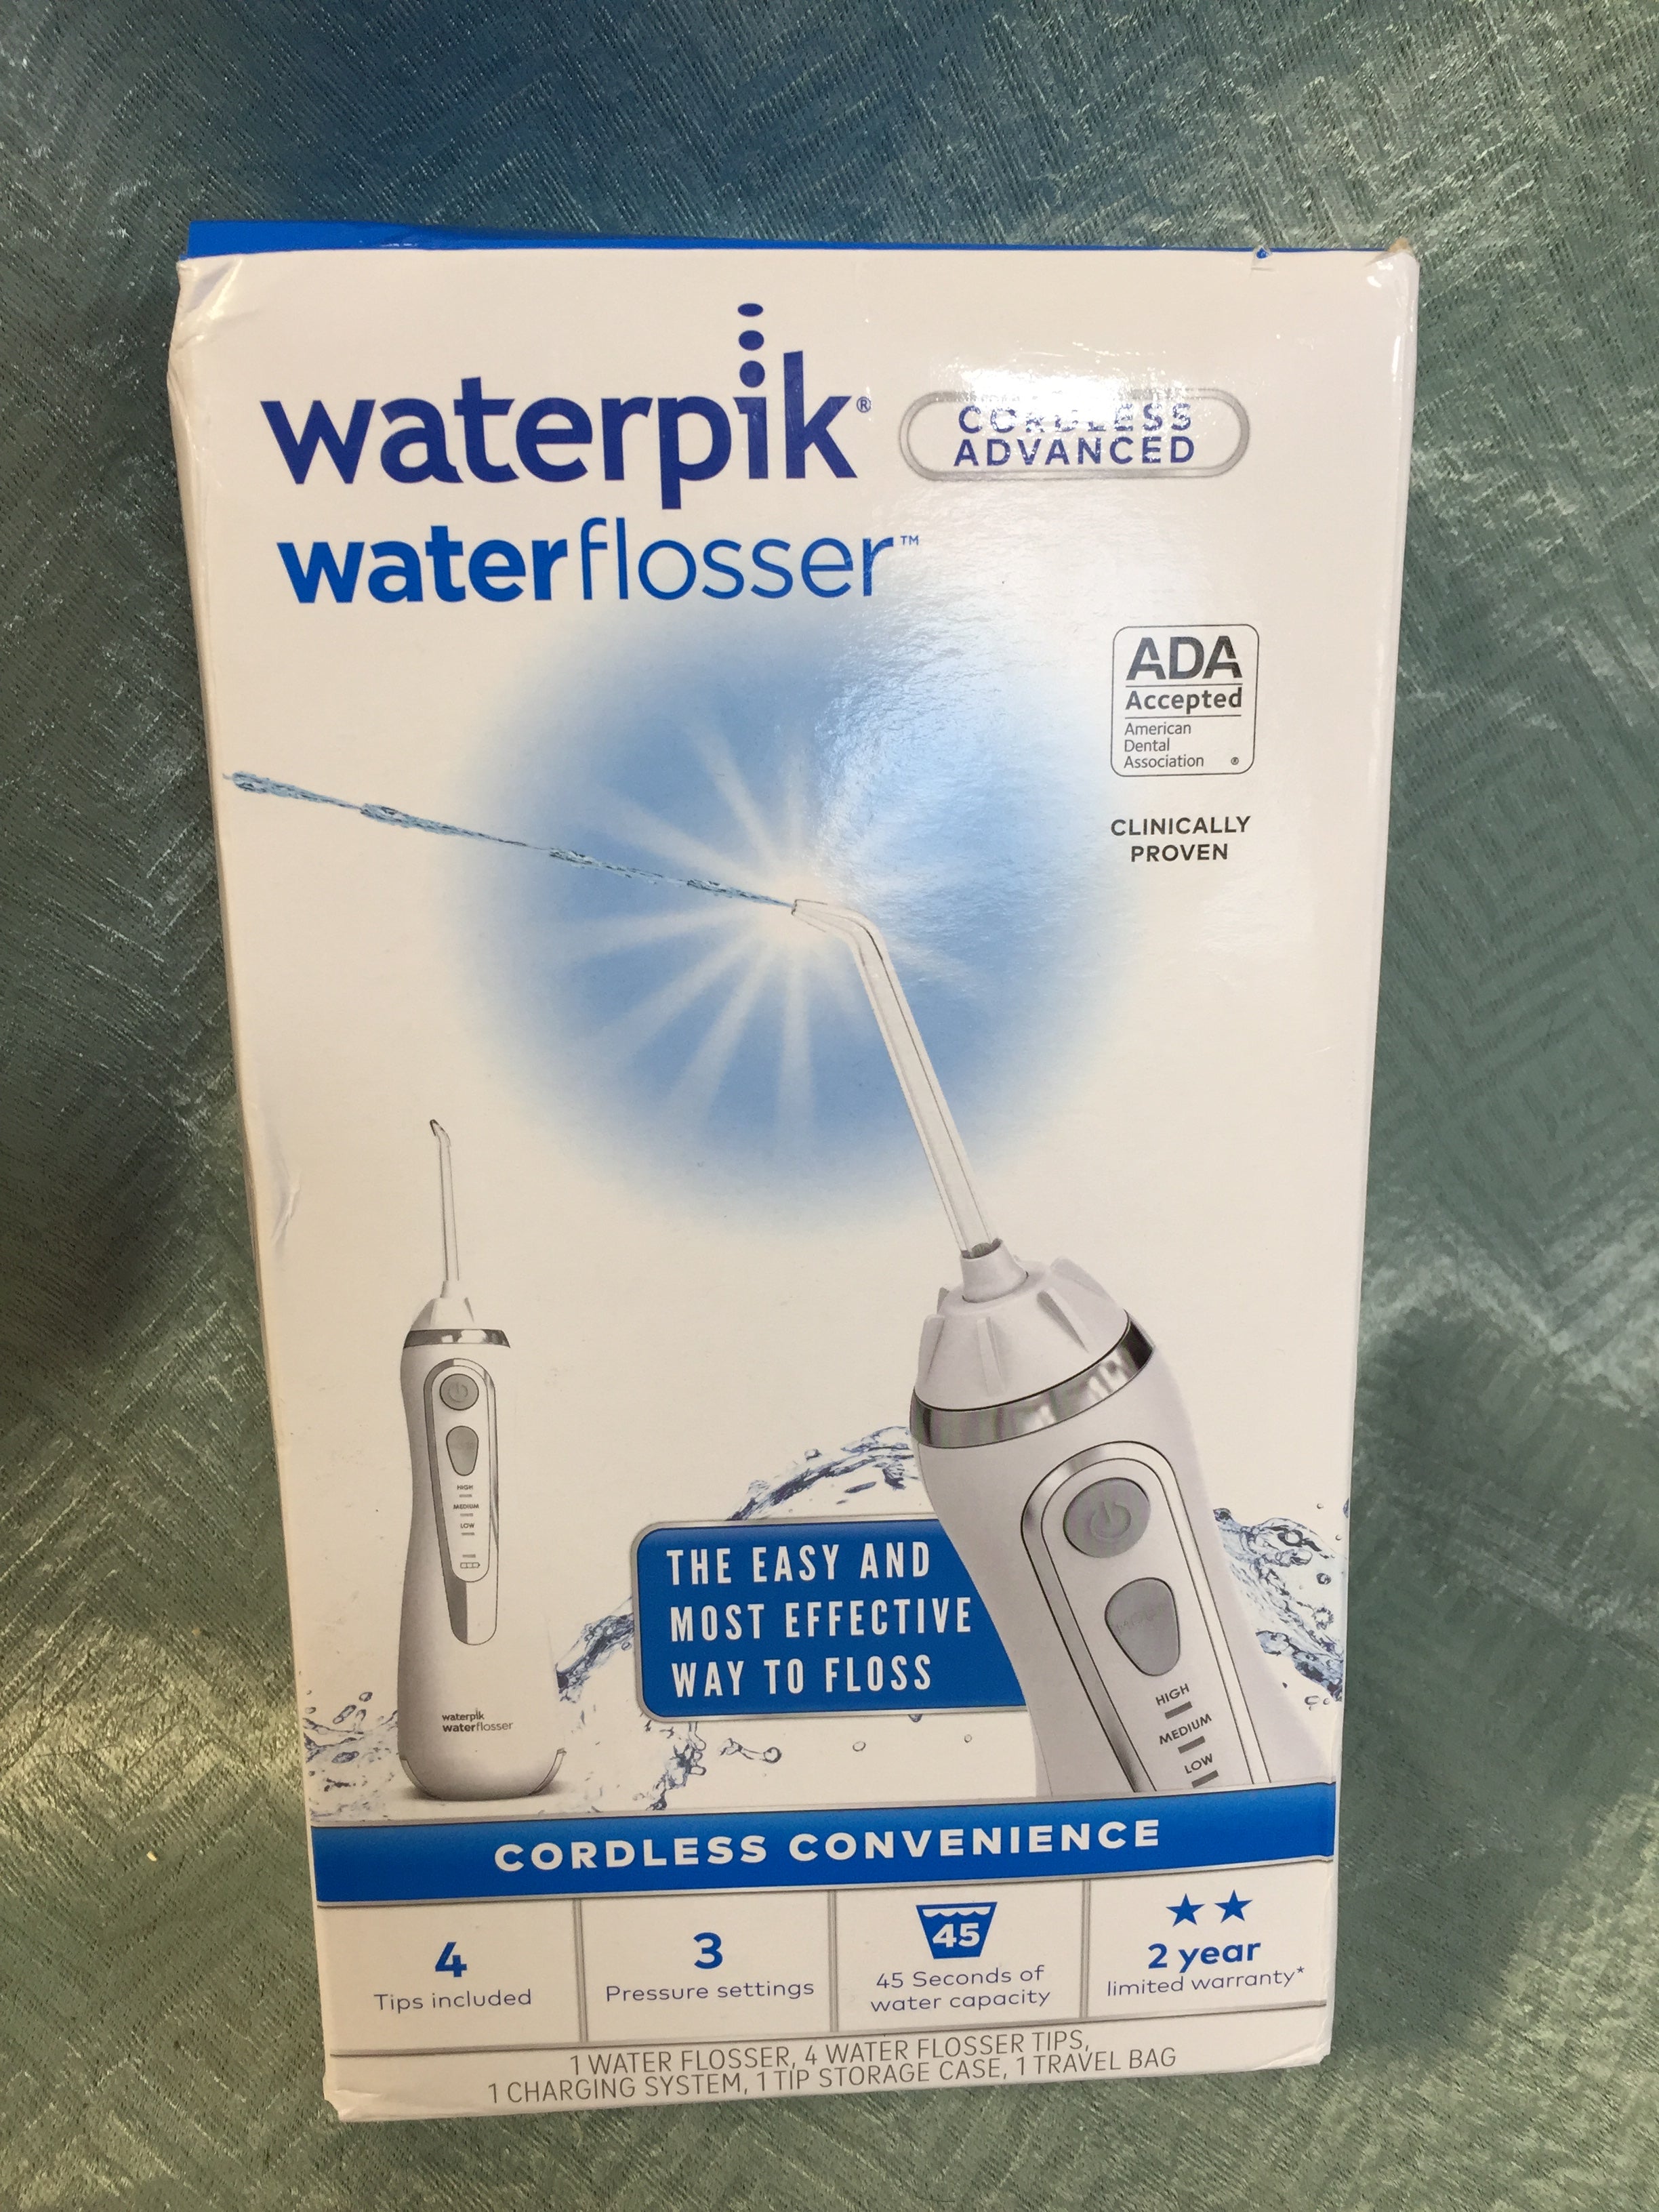 waterpik®
CORDLESS
ADVANCED
waterflosser™
ADA
Accepted
American
Dental
Association ®
CLINICALLY
PROVEN
HIGH
MEDIUM
LOW
waterpik
waterflosser
THE EASY AND
MOST EFFECTIVE
WAY TO FLOSS
HIGH
MEDIUM
LOW
CORDLESS CONVENIENCE
4
Tips included
3
Pressure settings
45
45 Seconds of
water capacity
2 year
limited warranty*
1 WATER FLOSSER, 4 WATER FLOSSER TIPS,
1 CHARGING SYSTEM, 1 TIP STORAGE CASE, 1 TRAVEL BAG